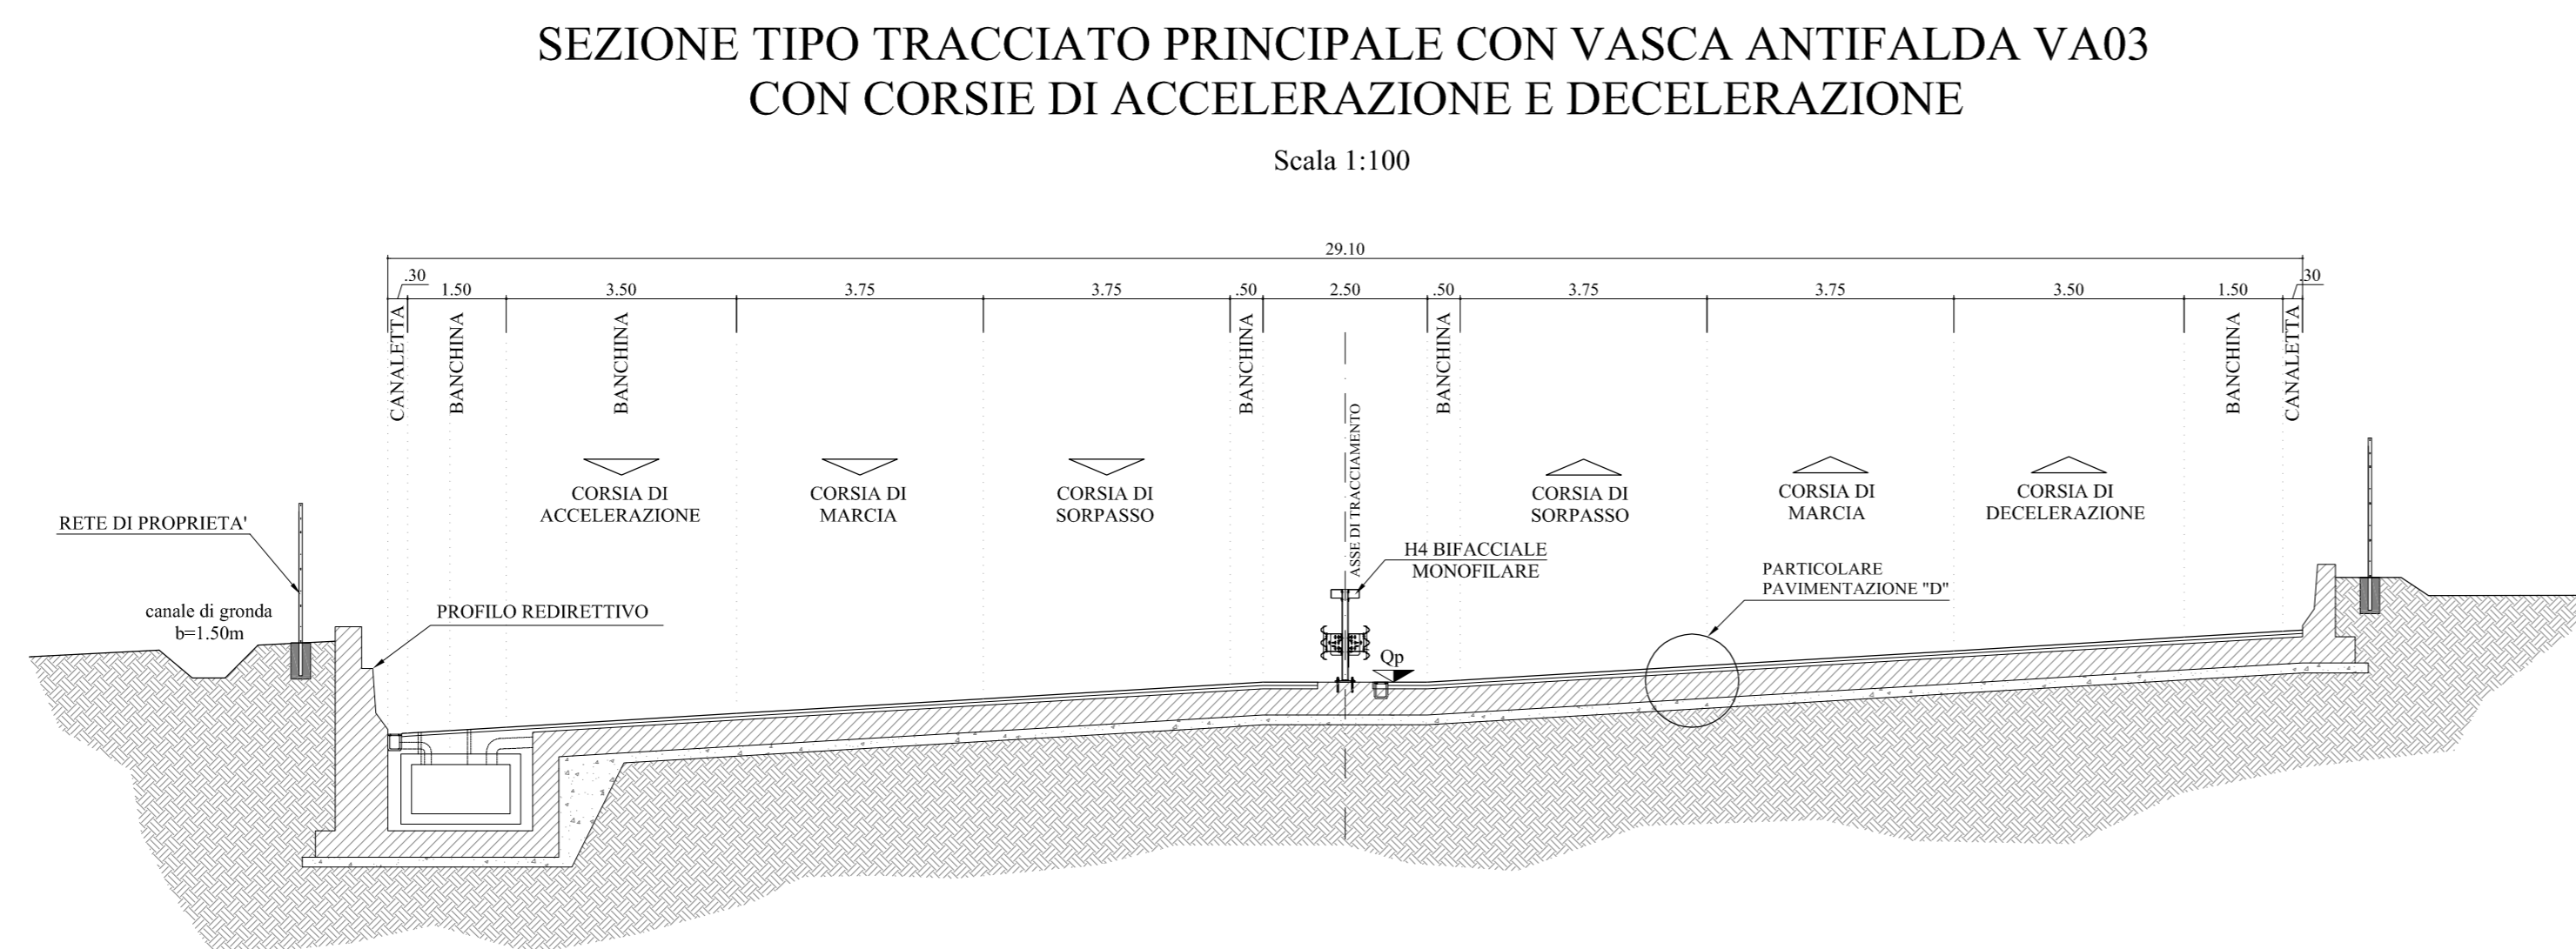 SEZIONE TIPO TRACCIATO PRINCIPALE CON VASCA ANTIFALDA VA03
CON CORSIE DI ACCELERAZIONE E DECELERAZIONE
Scala 1:100
29.10
.30
1.50
3.50
3.75
3.75
.50
2.50
.50
3.75
3.75
3.50
1.50
.30
CANALETTA
BANCHINA
BANCHINA
BANCHINA
BANCHINA
BANCHINA
CANALETTA
ASSE DI TRACCIAMENTO
CORSIA DI
ACCELERAZIONE
CORSIA DI
MARCIA
CORSIA DI
SORPASSO
CORSIA DI
SORPASSO
CORSIA DI
MARCIA
CORSIA DI
DECELERAZIONE
RETE DI PROPRIETA'
canale di gronda
b=1.50m
PROFILO REDIRETTIVO
H4 BIFACCIALE
MONOFILARE
Qp
PARTICOLARE
PAVIMENTAZIONE "D"